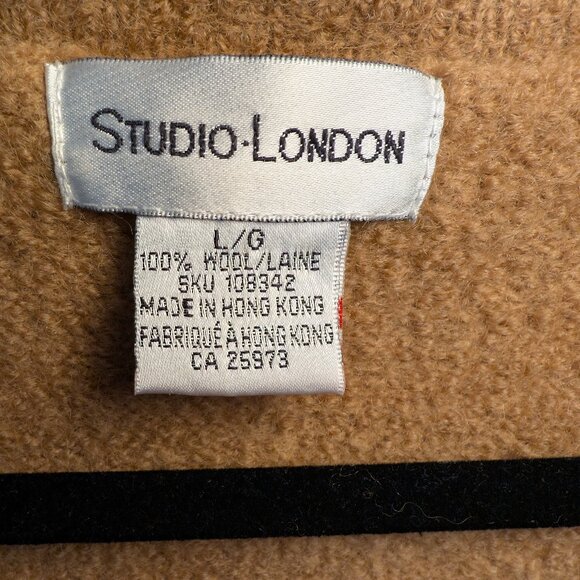 STUDIO·LONDON
L/G
100% WOOL/LAINE
SKU 108342
MADE IN HONG KONG
FABRIQUÉ À HONG KONG
CA 25973